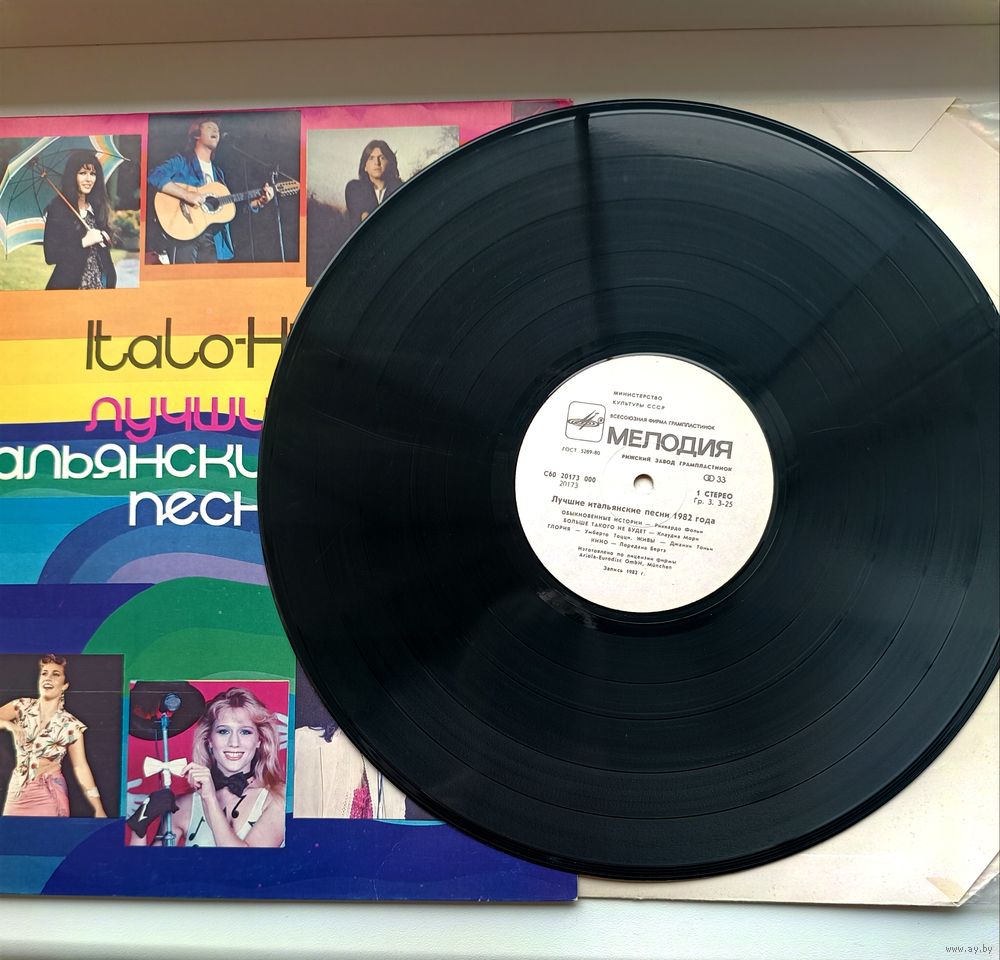 Italo-H
лучши
альянски
песн
МИНИСТЕРСТВО
КУЛЬТУРЫ СССР
ВСЕСОЮЗНАЯ ФИРМА ГРАМПЛАСТИНОК
МЕЛОДИЯ
ГОСТ 5289-80
РИЖСКИЙ ЗАВОД ГРАМПЛАСТИНОК
33
С60 20173 000
20173
1 СТЕРЕО
Гр. 3. 3-25
Лучшие итальянские песни 1982 года
ОБЫКНОВЕННЫЕ ИСТОРИИ — Риккардо Фольи
БОЛЬШЕ ТАКОГО НЕ БУДЕТ — Клаудиа Мори
ГЛОРИЯ — Умберто Тоцци. ЖИВЫ — Джанни Тоньи
КИНО — Лоредана Бертэ
Изготовлено по лицензии фирмы
Ariola-Eurodisc GmbH, München
Запись 1982 г.
www.ay.by